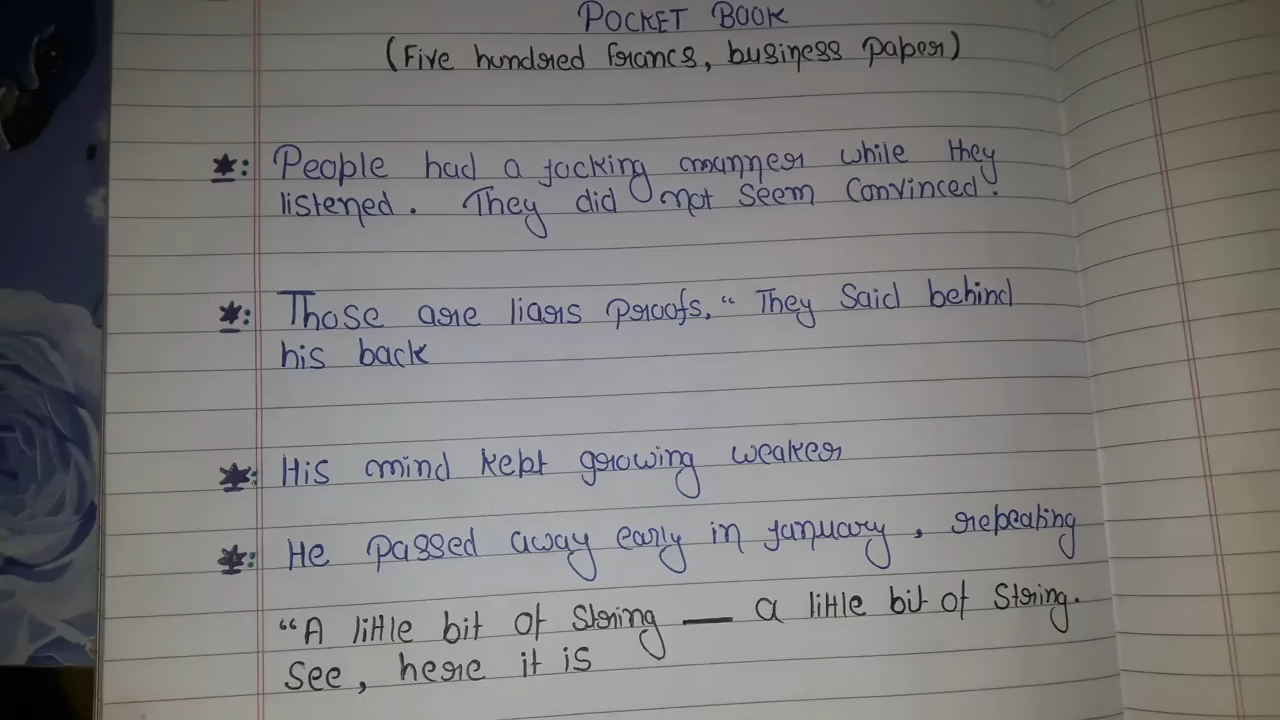 POCKET BOOK
(Five hundred francs, business paper)
*: People had a jocking manner while they
listened. They did not seem convinced.
*: Those are liars proofs," They Said behind
his back
*: His mind kept growing weaker
*: He passed away early in january, repeating
"A little bit of String — a little bit of String.
See, here it is